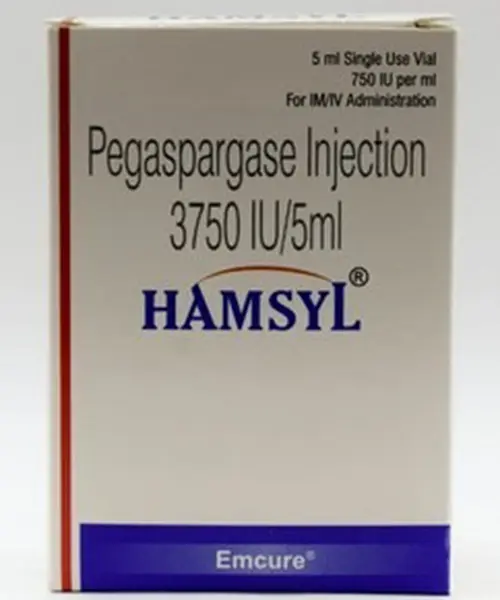 5 ml Single Use Vial
750 IU per ml
For IM/IV Administration
Pegaspargase Injection
3750 IU/5ml
HAMSYL®
Emcure®